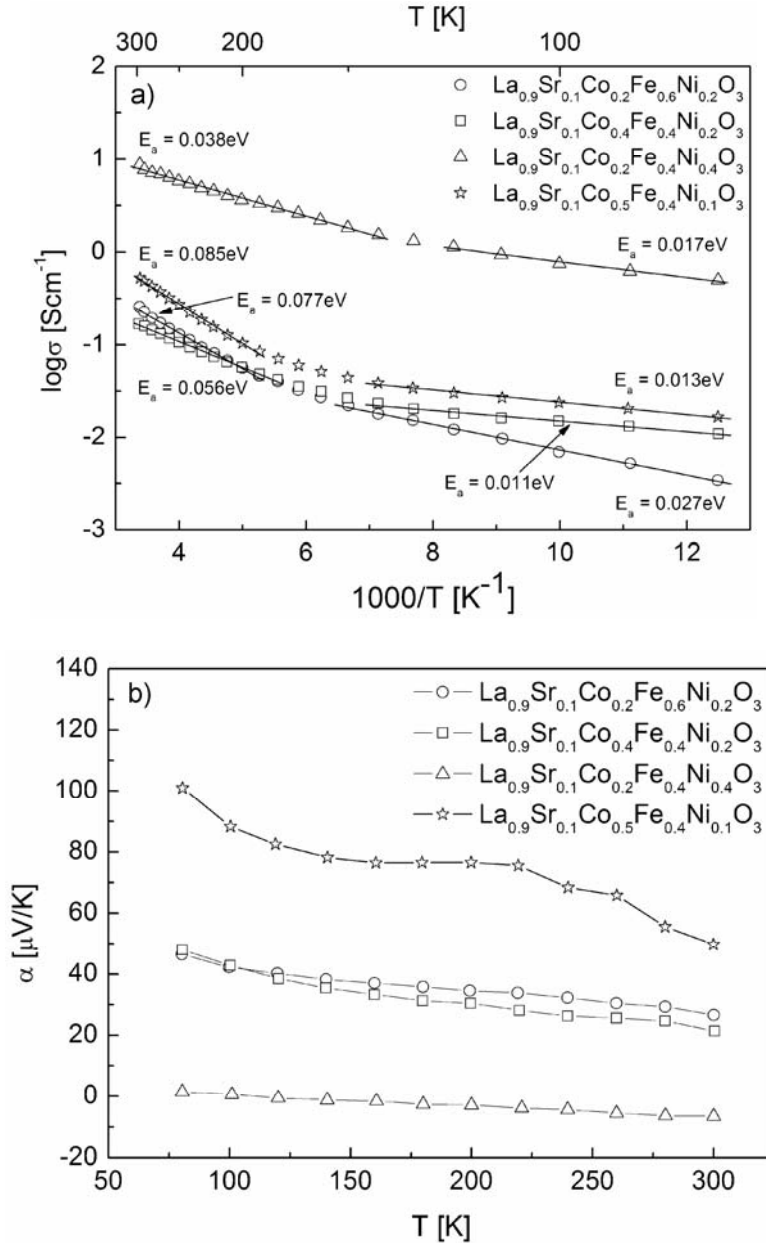 T [K]
300 200 100
a)
La0.9Sr0.1Co0.2Fe0.6Ni0.2O3
La0.9Sr0.1Co0.4Fe0.4Ni0.2O3
La0.9Sr0.1Co0.2Fe0.4Ni0.4O3
La0.9Sr0.1Co0.5Fe0.4Ni0.1O3
Ea = 0.038eV
Ea = 0.085eV
Ea = 0.077eV
Ea = 0.056eV
Ea = 0.017eV
Ea = 0.013eV
Ea = 0.011eV
Ea = 0.027eV
2
1
0
-1
-2
-3
logσ [Scm-1]
4 6 8 10 12
1000/T [K-1]
b)
La0.9Sr0.1Co0.2Fe0.6Ni0.2O3
La0.9Sr0.1Co0.4Fe0.4Ni0.2O3
La0.9Sr0.1Co0.2Fe0.4Ni0.4O3
La0.9Sr0.1Co0.5Fe0.4Ni0.1O3
140
120
100
80
60
40
20
0
-20
α [μV/K]
50 100 150 200 250 300
T [K]